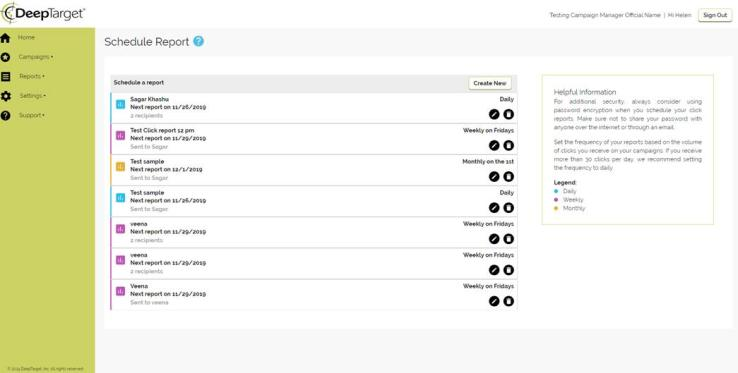 DeepTarget®
Testing Campaign Manager Official Name | Hi Helen
Sign Out
Home
Campaigns
Reports
Settings
Support
Schedule Report ?
Schedule a report
Create New
Sagar Khashu
Daily
Next report on 11/26/2019
2 recipients
Test Click report 12 pm
Weekly on Fridays
Next report on 11/29/2019
Sent to Sagar
Test sample
Monthly on the 1st
Next report on 12/1/2019
Sent to Sagar
Test sample
Daily
Next report on 11/26/2019
Sent to Sagar
veena
Weekly on Fridays
Next report on 11/29/2019
2 recipients
veena
Weekly on Fridays
Next report on 11/29/2019
2 recipients
Veena
Weekly on Fridays
Next report on 11/29/2019
Sent to veena
Helpful Information
For additional security, always consider using
password encryption when you schedule your click
reports. Make sure not to share your password with
anyone over the internet or through an email.
Set the frequency of your reports based on the volume
of clicks you receive on your campaigns. If you receive
more than 30 clicks per day, we recommend setting
the frequency to daily.
Legend:
Daily
Weekly
Monthly
© 2019 DeepTarget, Inc. All rights reserved.